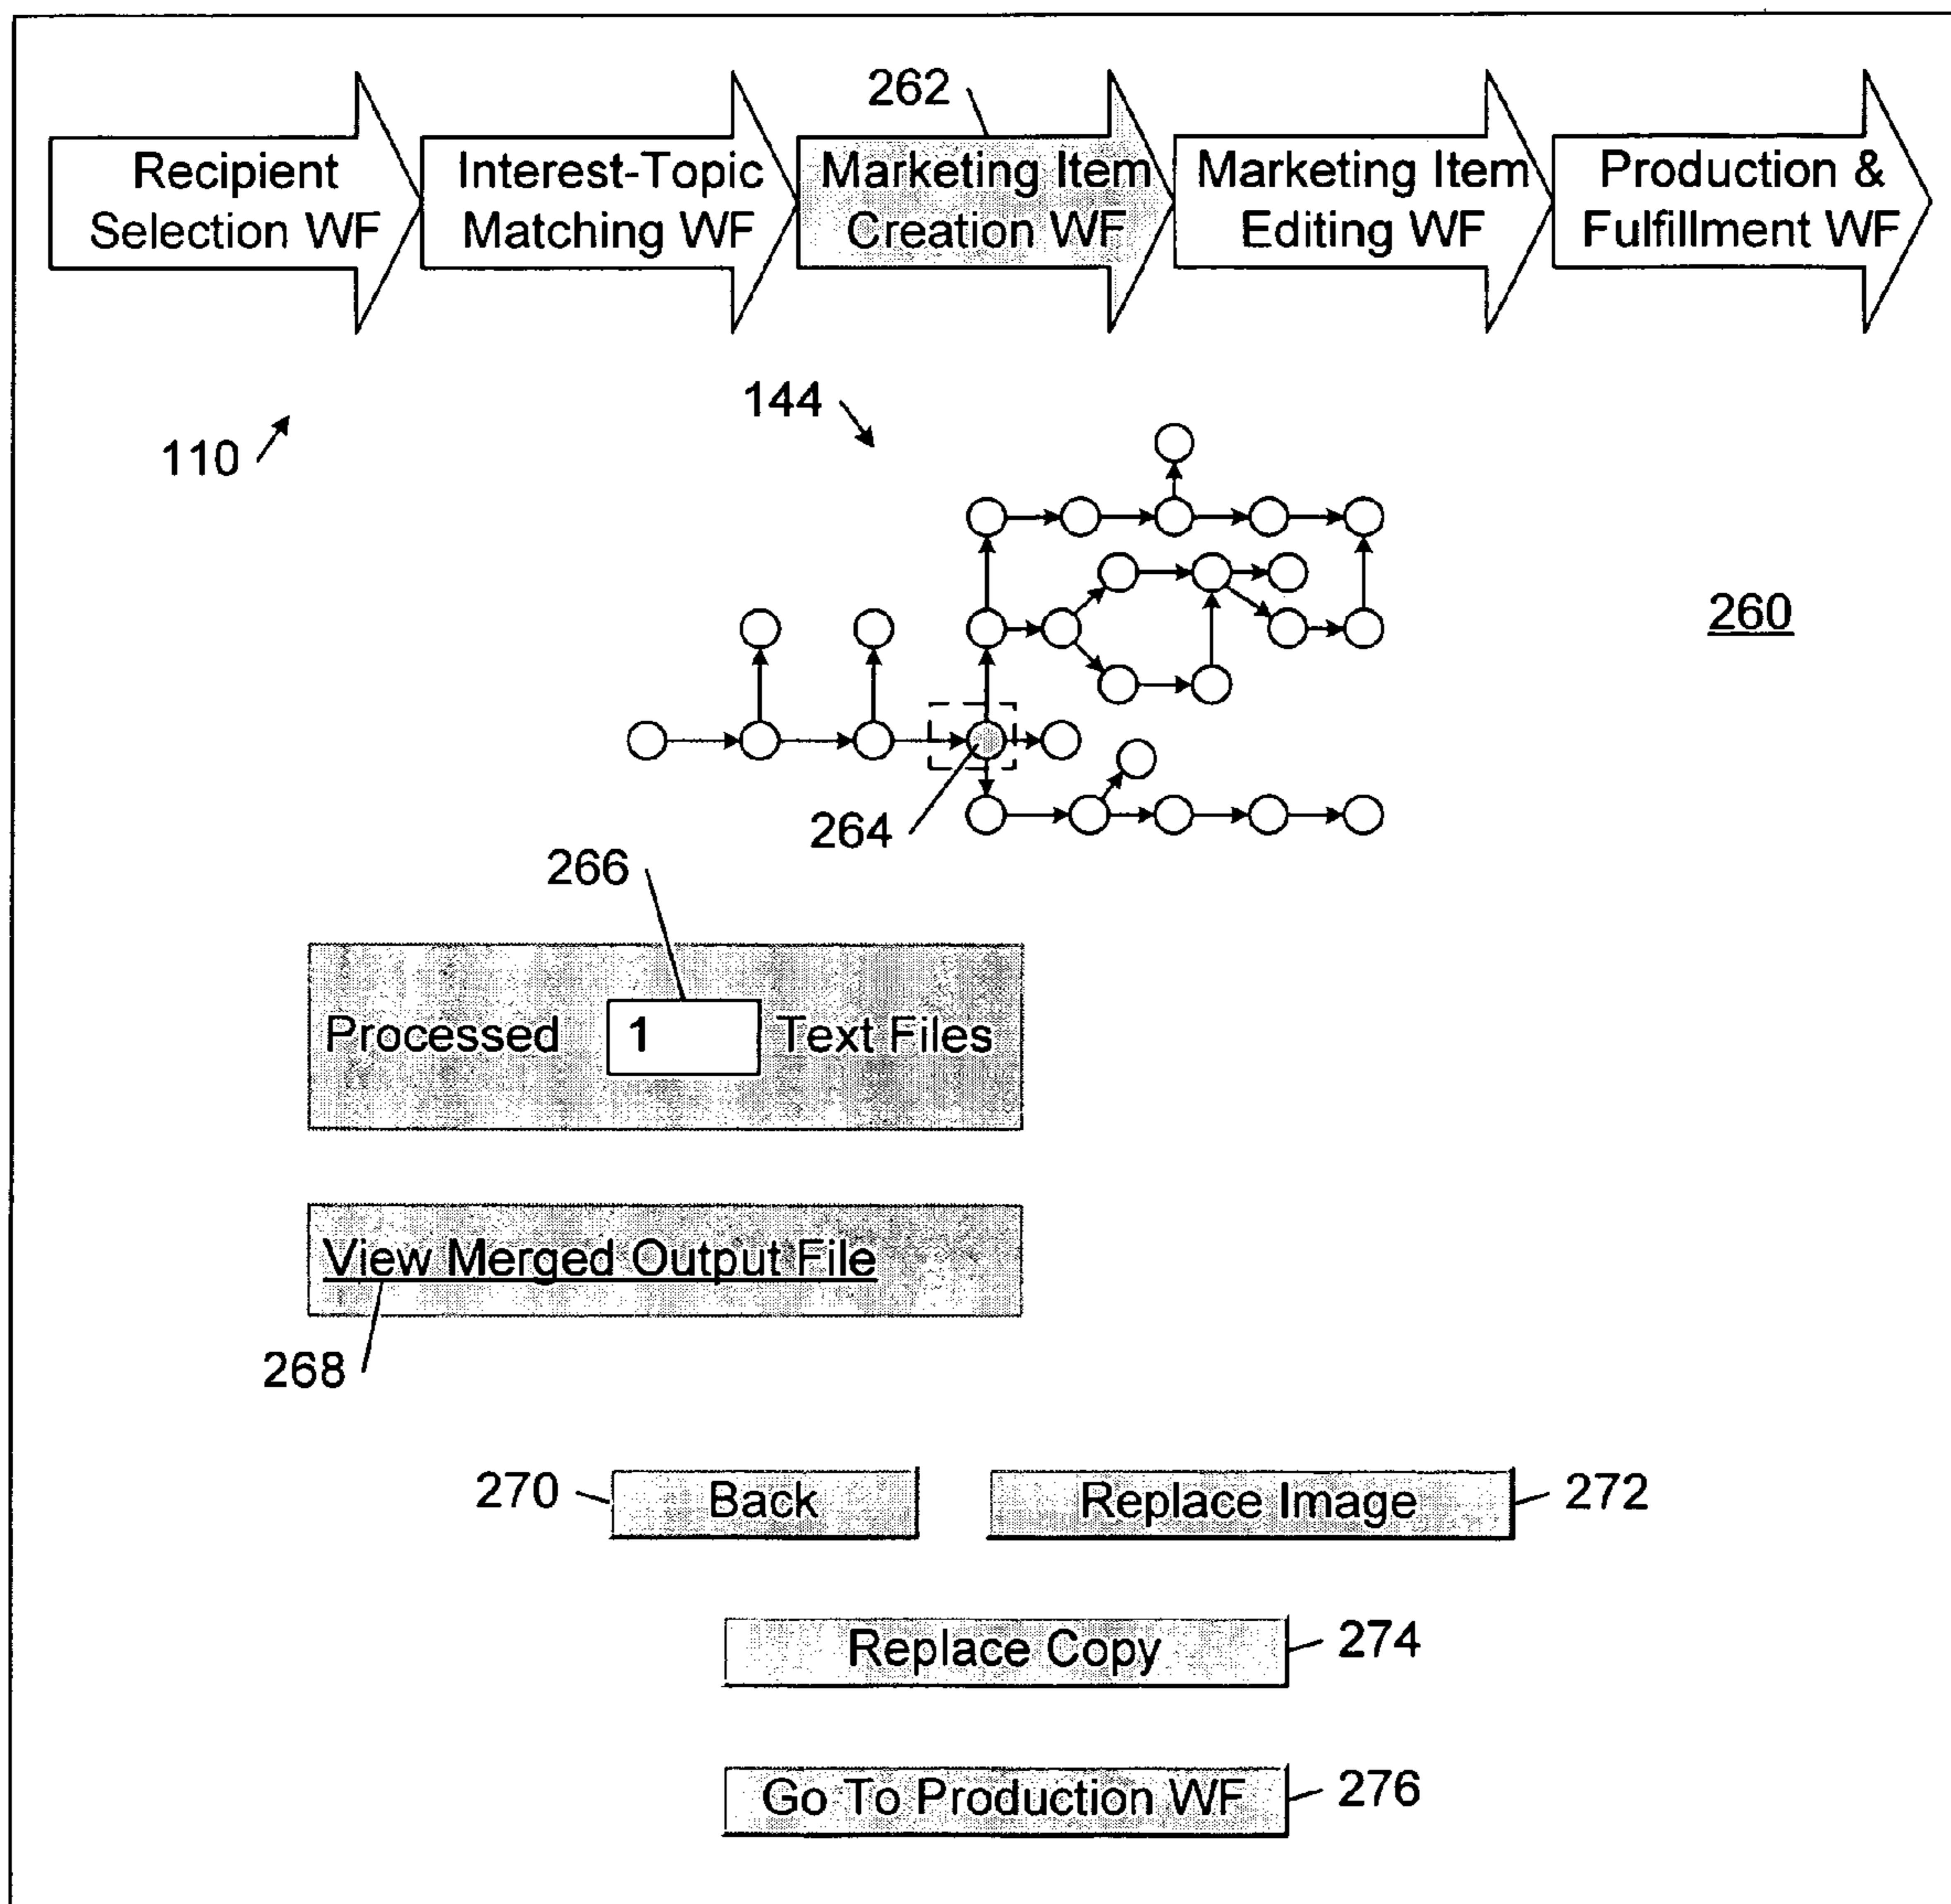 262
Recipient
Selection WF
Interest-Topic
Matching WF
Marketing Item
Creation WF
Marketing Item
Editing WF
Production &
Fulfillment WF
144
110
260
264
266
Processed 1 Text Files
View Merged Output File
268
270 Back Replace Image 272
Replace Copy 274
Go To Production WF 276